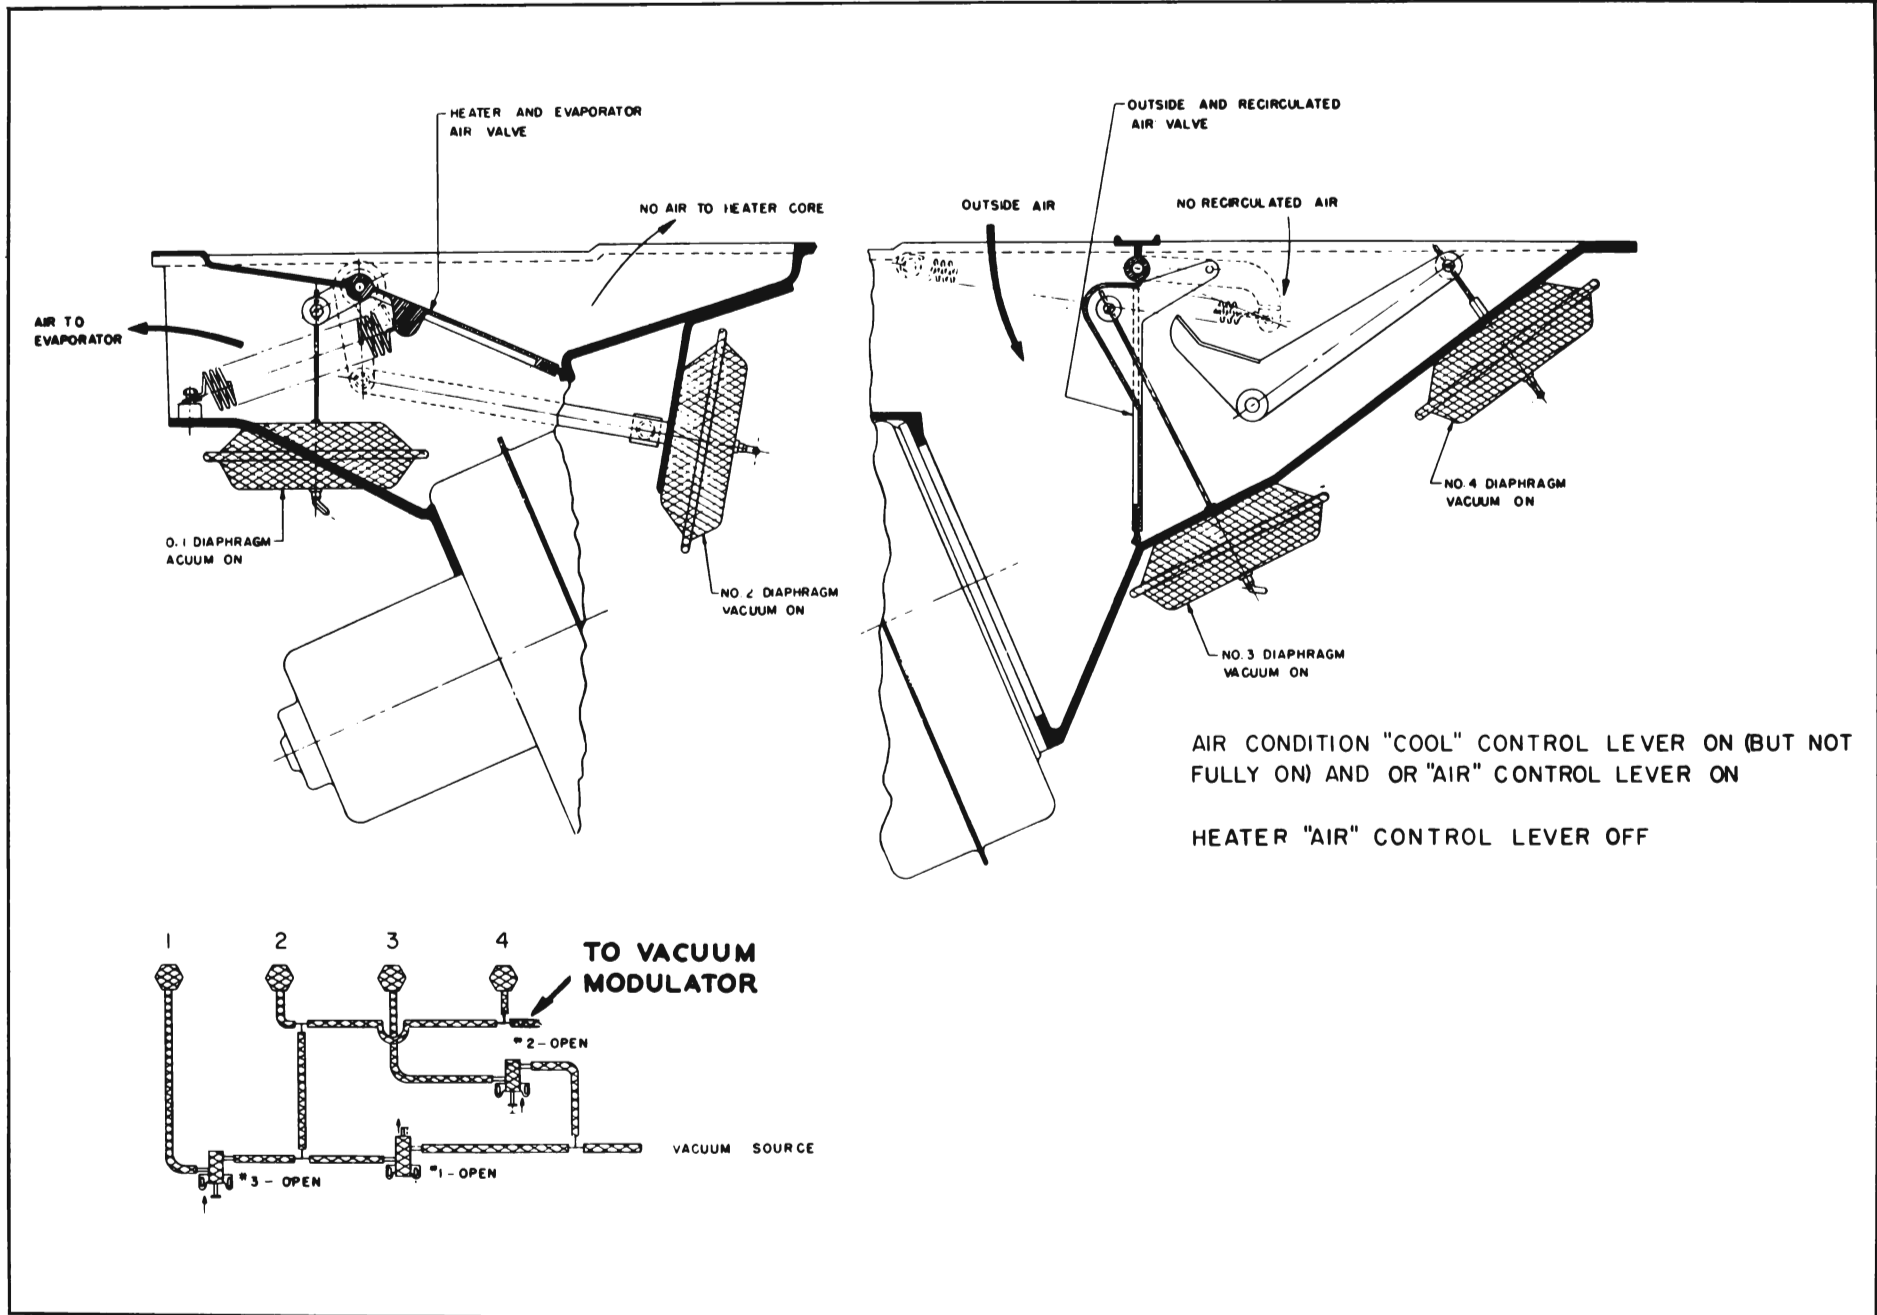 HEATER AND EVAPORATOR
AIR VALVE
NO AIR TO HEATER CORE
AIR TO
EVAPORATOR
O. 1 DIAPHRAGM
ACUUM ON
NO. 2 DIAPHRAGM
VACUUM ON
OUTSIDE AND RECIRCULATED
AIR VALVE
OUTSIDE AIR
NO RECIRCULATED AIR
NO. 4 DIAPHRAGM
VACUUM ON
NO. 3 DIAPHRAGM
VACUUM ON
AIR CONDITION "COOL" CONTROL LEVER ON (BUT NOT
FULLY ON) AND OR "AIR" CONTROL LEVER ON
HEATER "AIR" CONTROL LEVER OFF
1 2 3 4
TO VACUUM
MODULATOR
#2-OPEN
VACUUM SOURCE
#3-OPEN
#1-OPEN